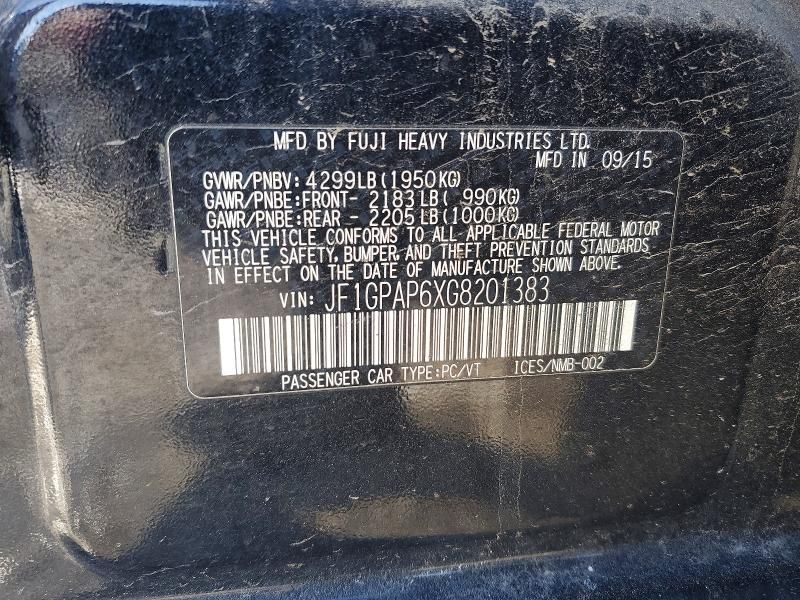 MFD BY FUJI HEAVY INDUSTRIES LTD.
MFD IN 09/15
GVWR/PNBV: 4299LB(1950KG)
GAWR/PNBE:FRONT- 2183LB( 990KG)
GAWR/PNBE:REAR - 2205LB(1000KG)
THIS VEHICLE CONFORMS TO ALL APPLICABLE FEDERAL MOTOR
VEHICLE SAFETY, BUMPER, AND THEFT PREVENTION STANDARDS
IN EFFECT ON THE DATE OF MANUFACTURE SHOWN ABOVE.
VIN: JF1GPAP6XG8201383
PASSENGER CAR TYPE:PC/VT ICES/NMB-002